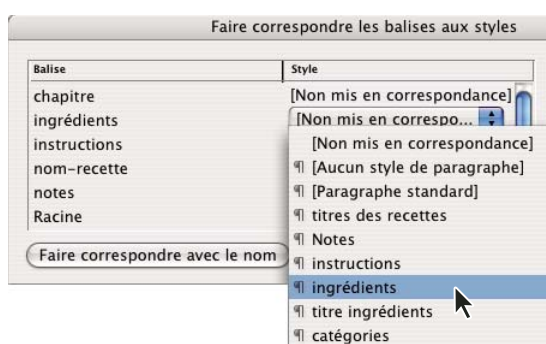 Faire correspondre les balises aux styles
Balise Style
chapitre [Non mis en correspondance]
ingrédients [Non mis en correspo...
instructions [Non mis en correspondance]
nom-recette ¶ [Aucun style de paragraphe]
notes ¶ [Paragraphe standard]
Racine ¶ titres des recettes
¶ Notes
Faire correspondre avec le nom ¶ instructions
¶ ingrédients
¶ titre ingrédients
¶ catégories